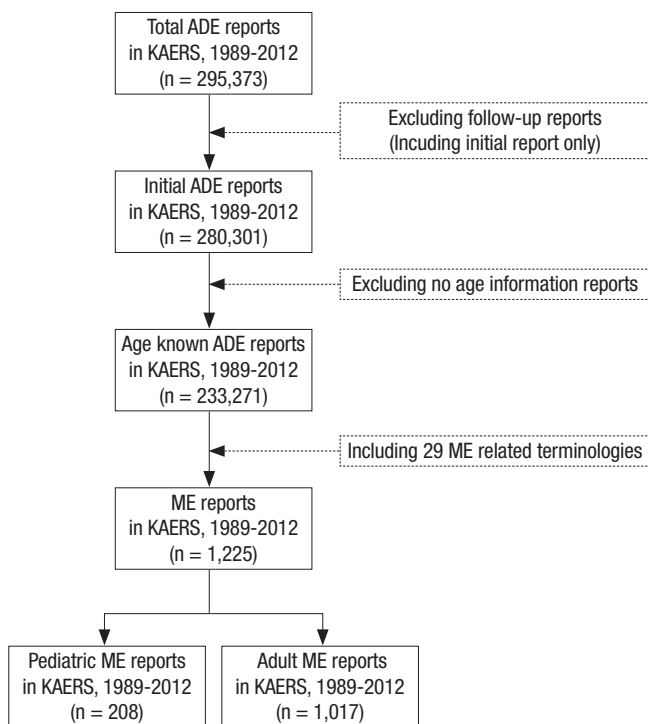 Total ADE reports
in KAERS, 1989-2012
(n = 295,373)
Excluding follow-up reports
(Incuding initial report only)
Initial ADE reports
in KAERS, 1989-2012
(n = 280,301)
Excluding no age information reports
Age known ADE reports
in KAERS, 1989-2012
(n = 233,271)
Including 29 ME related terminologies
ME reports
in KAERS, 1989-2012
(n = 1,225)
Pediatric ME reports
in KAERS, 1989-2012
(n = 208)
Adult ME reports
in KAERS, 1989-2012
(n = 1,017)